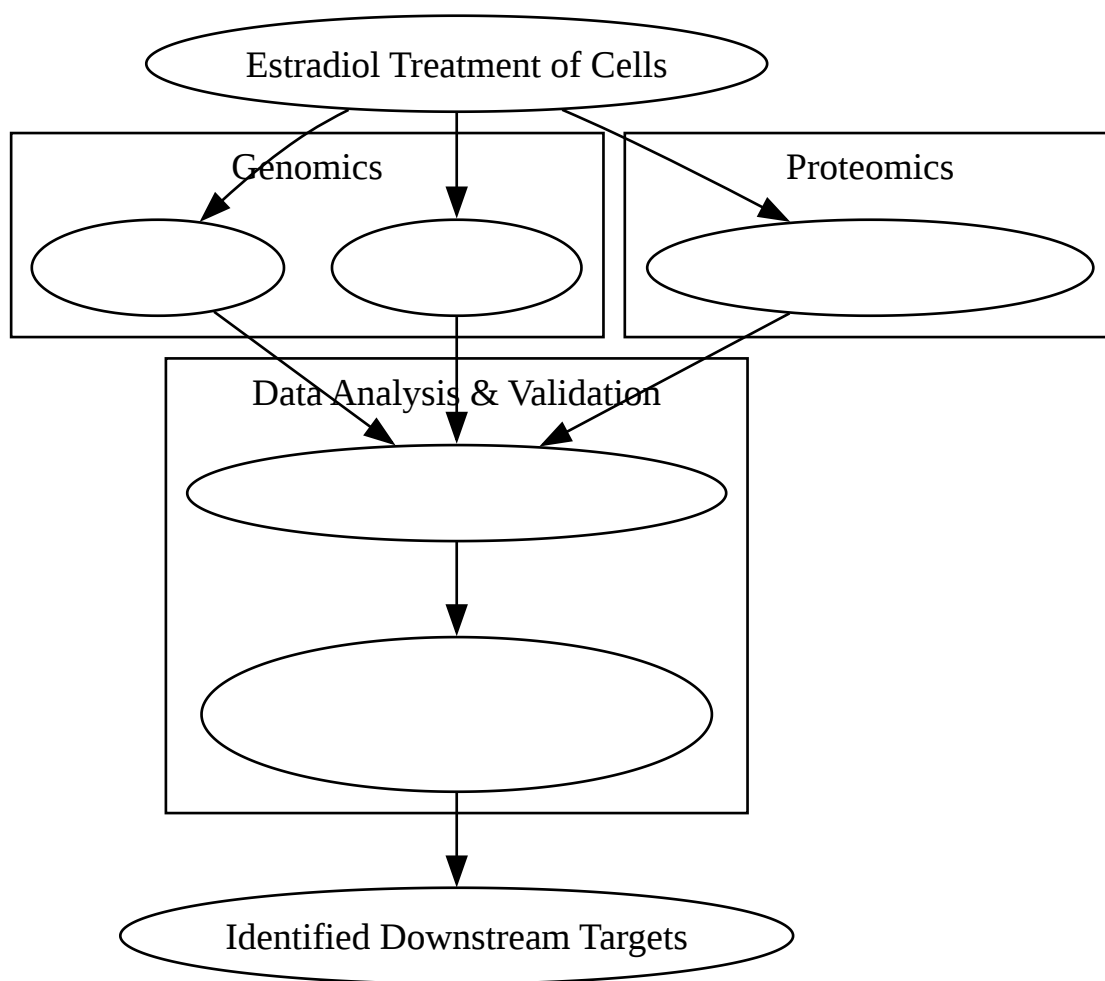 Estradiol Treatment of Cells
Genomics
Proteomics
Data Analysis & Validation
Identified Downstream Targets